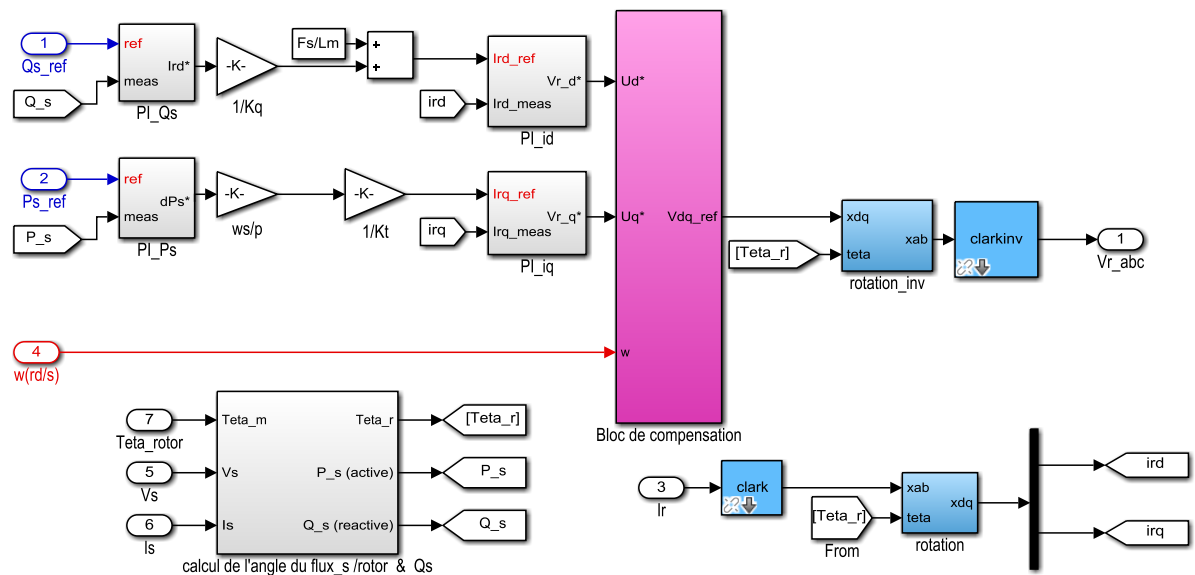 1
Qs_ref
Q_s
ref
meas
Ird*
PI_Qs
-K-
1/Kq
Fs/Lm
+
+
ird
Ird_ref
Ird_meas
Vr_d*
PI_id
2
Ps_ref
P_s
ref
meas
dPs*
PI_Ps
-K-
ws/p
-K-
1/Kt
irq
Irq_ref
Irq_meas
Vr_q*
PI_iq
Ud*
Uq*
Vdq_ref
w
Bloc de compensation
[Teta_r]
xdq
teta
xab
rotation_inv
clarkinv
1
Vr_abc
4
w(rd/s)
7
Teta_rotor
5
Vs
6
Is
Teta_m
Vs
Is
Teta_r
P_s (active)
Q_s (reactive)
calcul de l'angle du flux_s /rotor & Qs
[Teta_r]
P_s
Q_s
3
Ir
clark
[Teta_r]
From
xab
teta
xdq
rotation
ird
irq